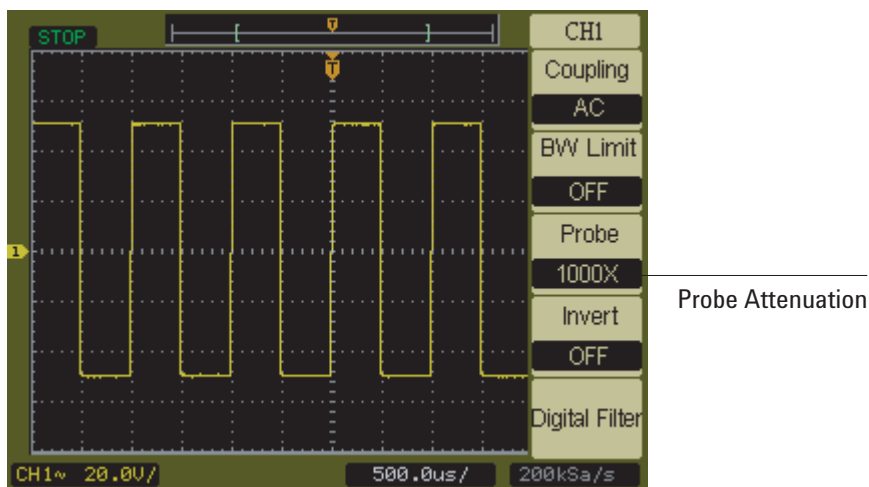 STOP
T
CH1
T
Coupling
AC
BW Limit
OFF
Probe
1
1000X
Probe Attenuation
Invert
OFF
Digital Filter
CH1~ 20.0V/
500.0us/
200kSa/s